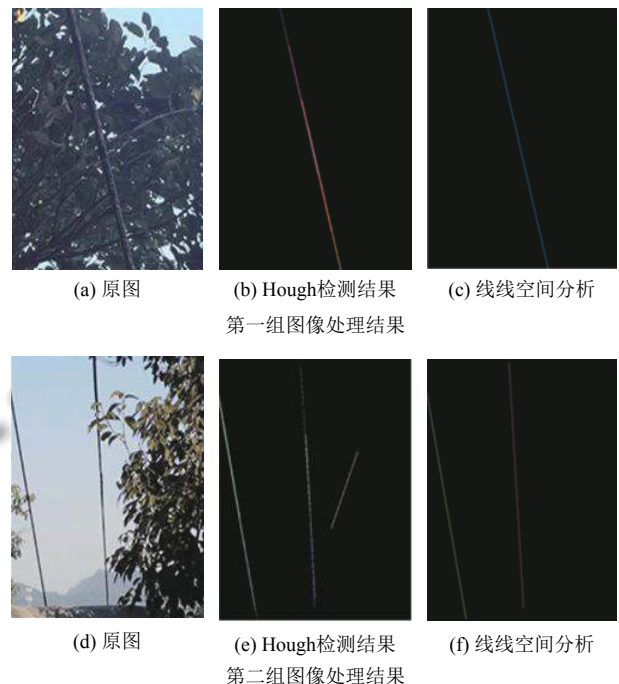 (a) 原图
(b) Hough检测结果
(c) 线线空间分析
第一组图像处理结果
(d) 原图
(e) Hough检测结果
(f) 线线空间分析
第二组图像处理结果